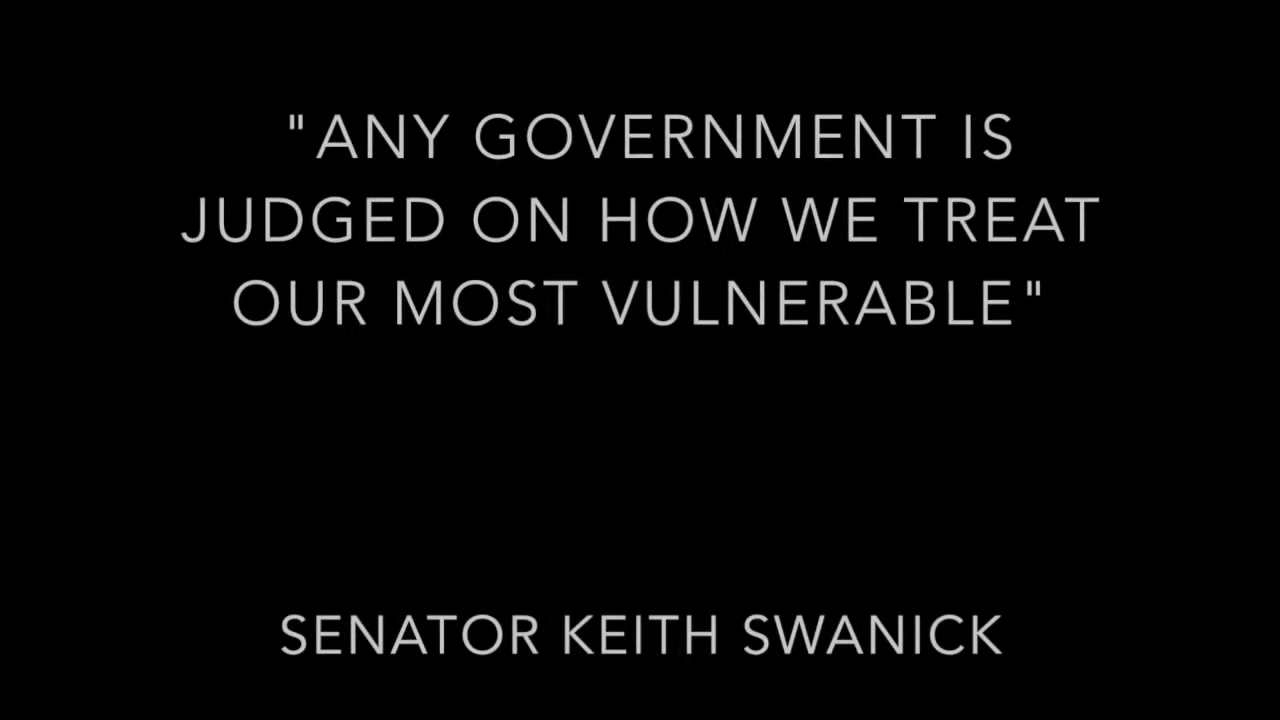 "ANY GOVERNMENT IS
JUDGED ON HOW WE TREAT
OUR MOST VULNERABLE"
SENATOR KEITH SWANICK